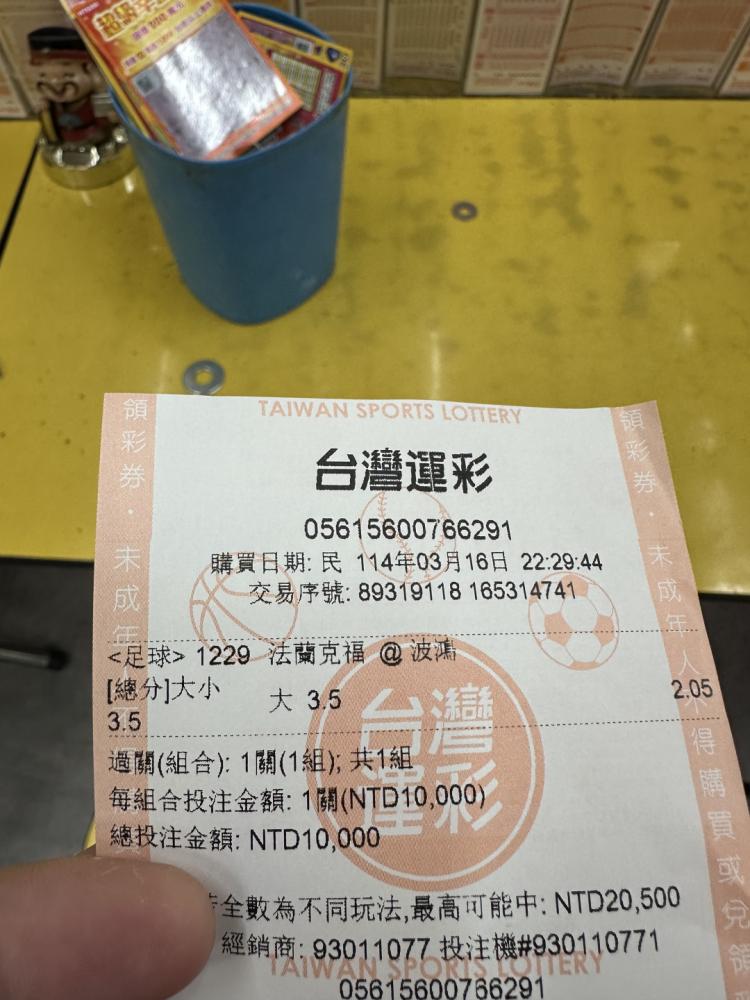 TAIWAN SPORTS LOTTERY
台灣運彩
05615600766291
購買日期: 民 114年03月16日 22:29:44
交易序號: 89319118 165314741
<足球> 1229 法蘭克福 @ 波鴻
[總分]大小 大 3.5 2.05
3.5
過關(組合): 1關(1組); 共1組
每組合投注金額: 1關(NTD10,000)
總投注金額: NTD10,000
全數為不同玩法,最高可能中: NTD20,500
經銷商: 93011077 投注機#930110771
TAIWAN SPORTS LOTTERY
05615600766291
領彩券・未成年
領彩券・未成年人不得購買或兌領
台灣運彩